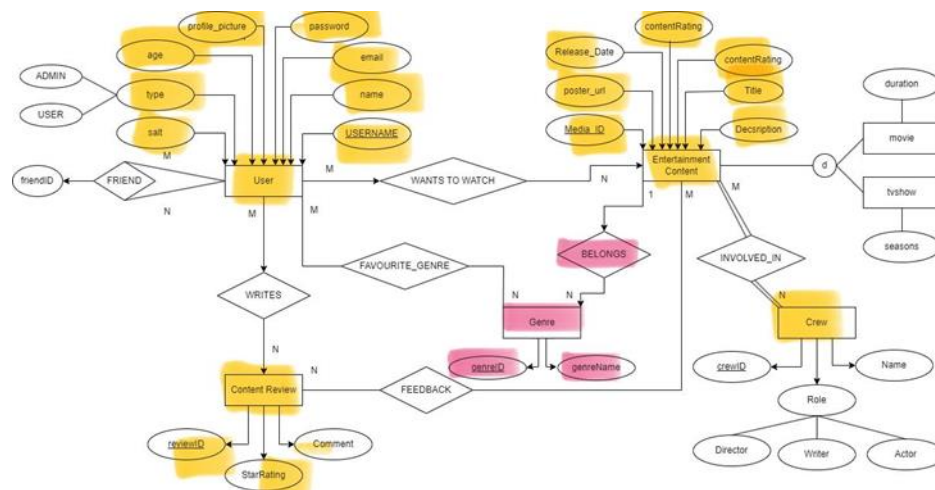 profile_picture
password
contentRating
age
email
Release_Date
contentRating
ADMIN
duration
type
name
poster_url
Title
USER
salt
USERNAME
Media_ID
Decsription
movie
M
M
friendID
FRIEND
User
WANTS TO WATCH
N
Entertainment
Content
d
tvshow
N
M
M
1
M
M
seasons
BELONGS
INVOLVED_IN
FAVOURITE_GENRE
WRITES
N
N
N
Genre
Crew
genreID
genreName
crewID
Name
N
N
Content Review
FEEDBACK
Role
reviewID
Comment
StarRating
Director
Writer
Actor